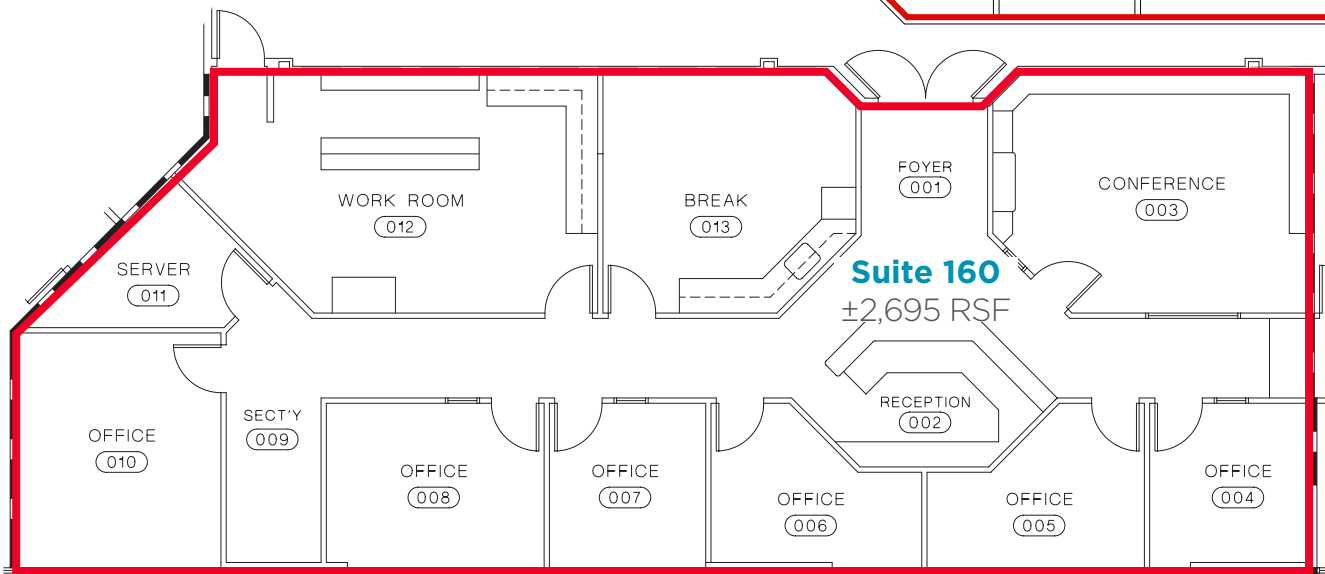 FOYER
001
WORK ROOM
012
BREAK
013
CONFERENCE
003
SERVER
011
Suite 160
±2,695 RSF
RECEPTION
002
SECT'Y
009
OFFICE
010
OFFICE
008
OFFICE
007
OFFICE
006
OFFICE
005
OFFICE
004